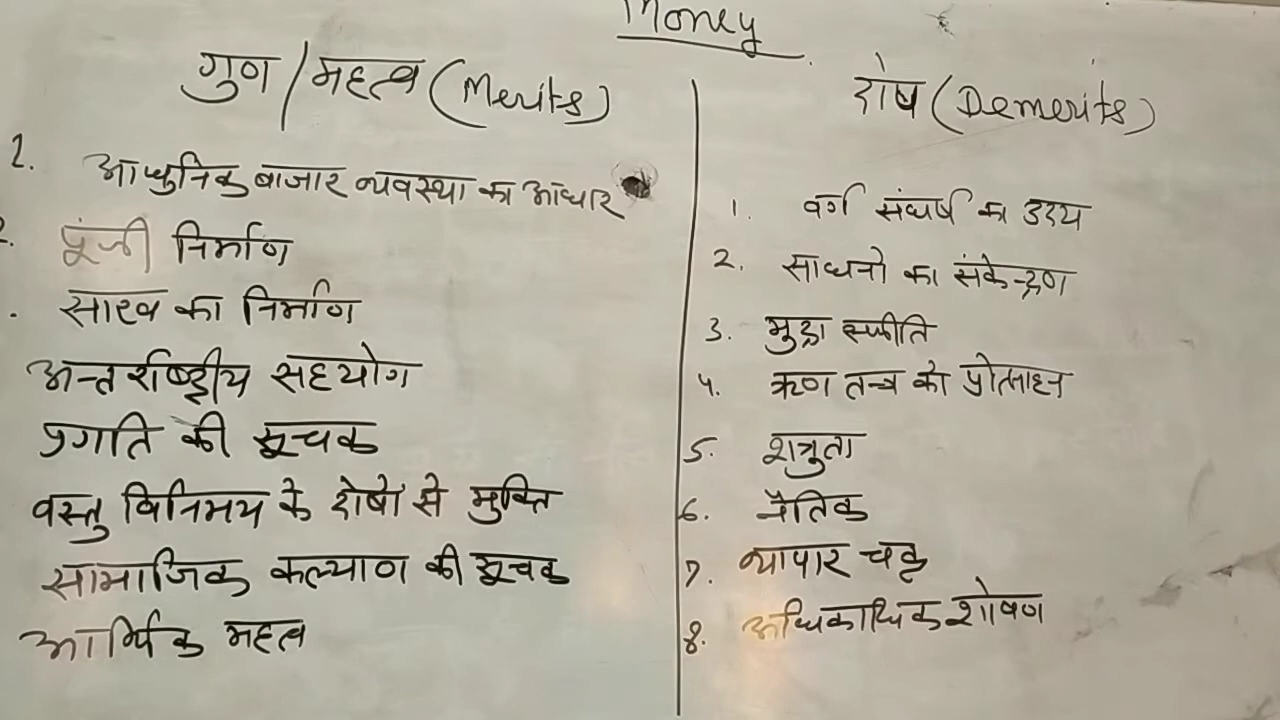 Money
गुण / महत्व (Merits)
1. आधुनिक बाजार व्यवस्था का आधार
2. पूंजी निर्माण
. साख का निर्माण
अन्तर्राष्ट्रीय सहयोग
प्रगति की सूचक
वस्तु विनिमय के दोषों से मुक्ति
सामाजिक कल्याण की सूचक
आर्थिक महत्व
दोष (Demerits)
1. वर्ग संघर्ष का उदय
2. साधनो का संकेन्द्रण
3. मुद्रा स्फीति
4. ऋण तन्त्र को प्रोत्साहन
5. शत्रुता
6. नैतिक
7. व्यापार चक्र
8. अधिकाधिक शोषण